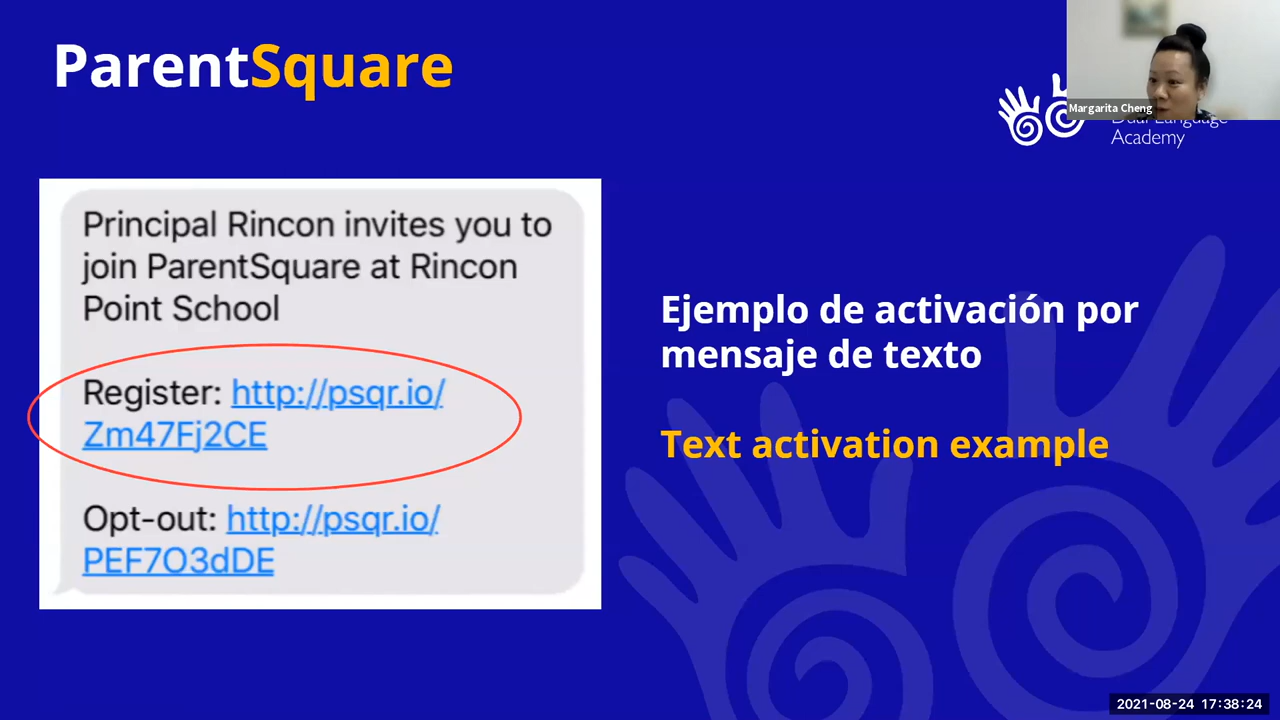 ParentSquare
Margarita Cheng
Dual Language
Academy
Principal Rincon invites you to
join ParentSquare at Rincon
Point School
Register: http://psqr.io/
Zm47Fj2CE
Opt-out: http://psqr.io/
PEF7O3dDE
Ejemplo de activación por
mensaje de texto
Text activation example
2021-08-24 17:38:24